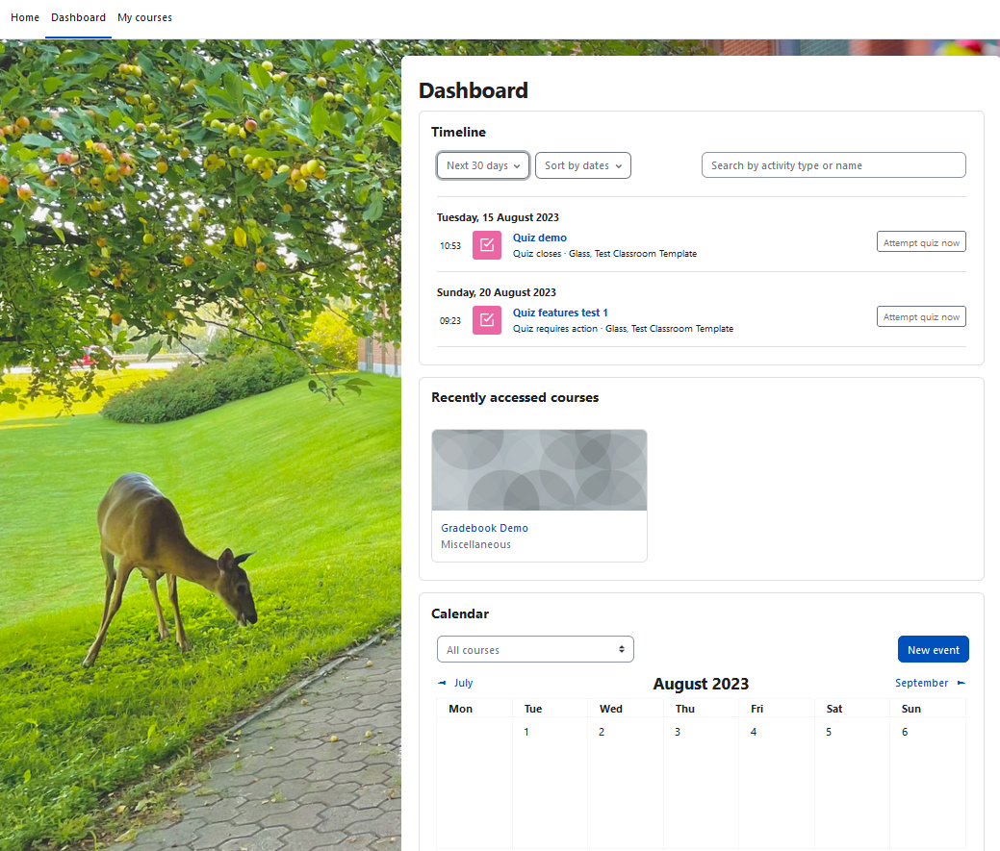 Home Dashboard My courses
Dashboard
Timeline
Next 30 days Sort by dates Search by activity type or name
Tuesday, 15 August 2023
10:53 Quiz demo Attempt quiz now
Quiz closes · Glass, Test Classroom Template
Sunday, 20 August 2023
09:23 Quiz features test 1 Attempt quiz now
Quiz requires action · Glass, Test Classroom Template
Recently accessed courses
Gradebook Demo
Miscellaneous
Calendar
All courses New event
◄ July August 2023 September ►
Mon Tue Wed Thu Fri Sat Sun
1 2 3 4 5 6